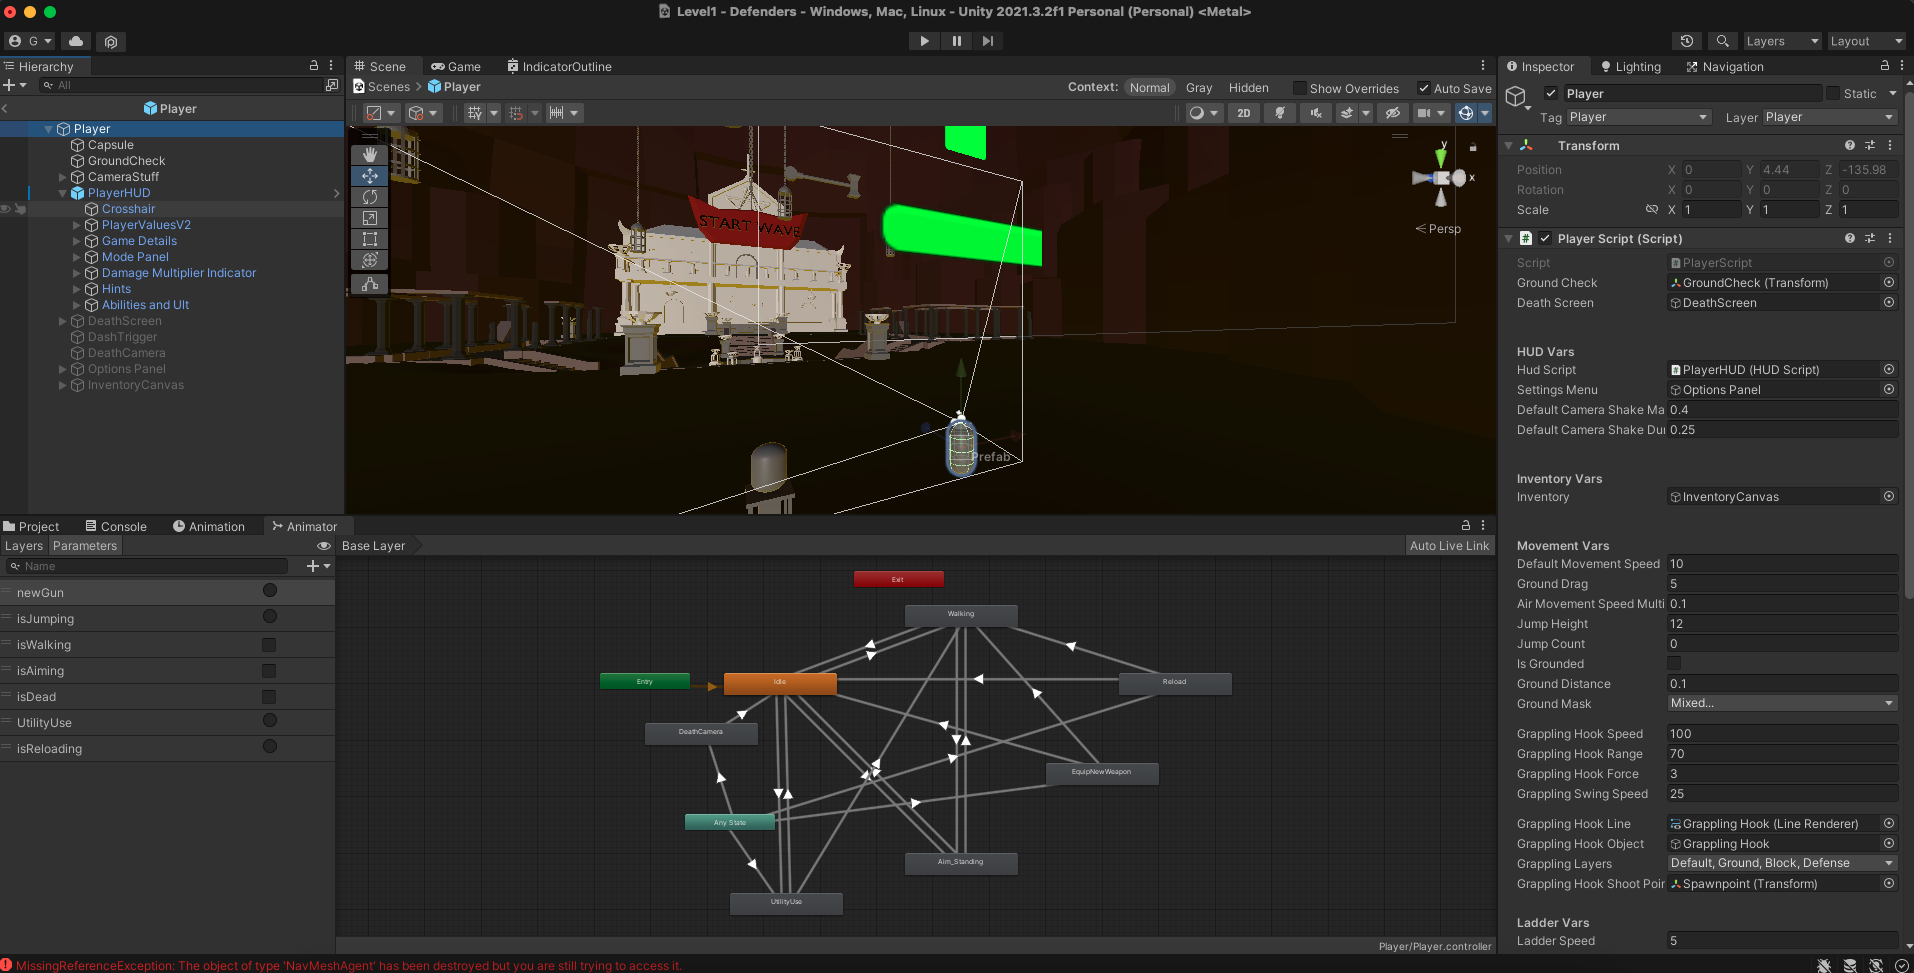 Level1 - Defenders - Windows, Mac, Linux - Unity 2021.3.2f1 Personal (Personal) <Metal>
G
Layers
Layout
Hierarchy
All
Player
Player
Capsule
GroundCheck
CameraStuff
PlayerHUD
Crosshair
PlayerValuesV2
Game Details
Mode Panel
Damage Multiplier Indicator
Hints
Abilities and Ult
DeathScreen
DashTrigger
DeathCamera
Options Panel
InventoryCanvas
Scene
Game
IndicatorOutline
Scenes
Player
Context:
Normal
Gray
Hidden
Show Overrides
Auto Save
2D
START WAVE
y
x
Persp
Prefab
Project
Console
Animation
Animator
Layers
Parameters
Base Layer
Auto Live Link
Name
newGun
isJumping
isWalking
isAiming
isDead
UtilityUse
isReloading
Exit
Walking
Entry
Idle
Reload
DeathCamera
EquipNewWeapon
Any State
Aim_Standing
UtilityUse
Player/Player.controller
Inspector
Lighting
Navigation
Player
Static
Tag Player
Layer Player
Transform
Position X 0 Y 4.44 Z -135.98
Rotation X 0 Y 0 Z 0
Scale X 1 Y 1 Z 1
Player Script (Script)
Script PlayerScript
Ground Check GroundCheck (Transform)
Death Screen DeathScreen
HUD Vars
Hud Script PlayerHUD (HUD Script)
Settings Menu Options Panel
Default Camera Shake Ma 0.4
Default Camera Shake Dur 0.25
Inventory Vars
Inventory InventoryCanvas
Movement Vars
Default Movement Speed 10
Ground Drag 5
Air Movement Speed Multi 0.1
Jump Height 12
Jump Count 0
Is Grounded
Ground Distance 0.1
Ground Mask Mixed...
Grappling Hook Speed 100
Grappling Hook Range 70
Grappling Hook Force 3
Grappling Swing Speed 25
Grappling Hook Line Grappling Hook (Line Renderer)
Grappling Hook Object Grappling Hook
Grappling Layers Default, Ground, Block, Defense
Grappling Hook Shoot Poir Spawnpoint (Transform)
Ladder Vars
Ladder Speed 5
MissingReferenceException: The object of type 'NavMeshAgent' has been destroyed but you are still trying to access it.